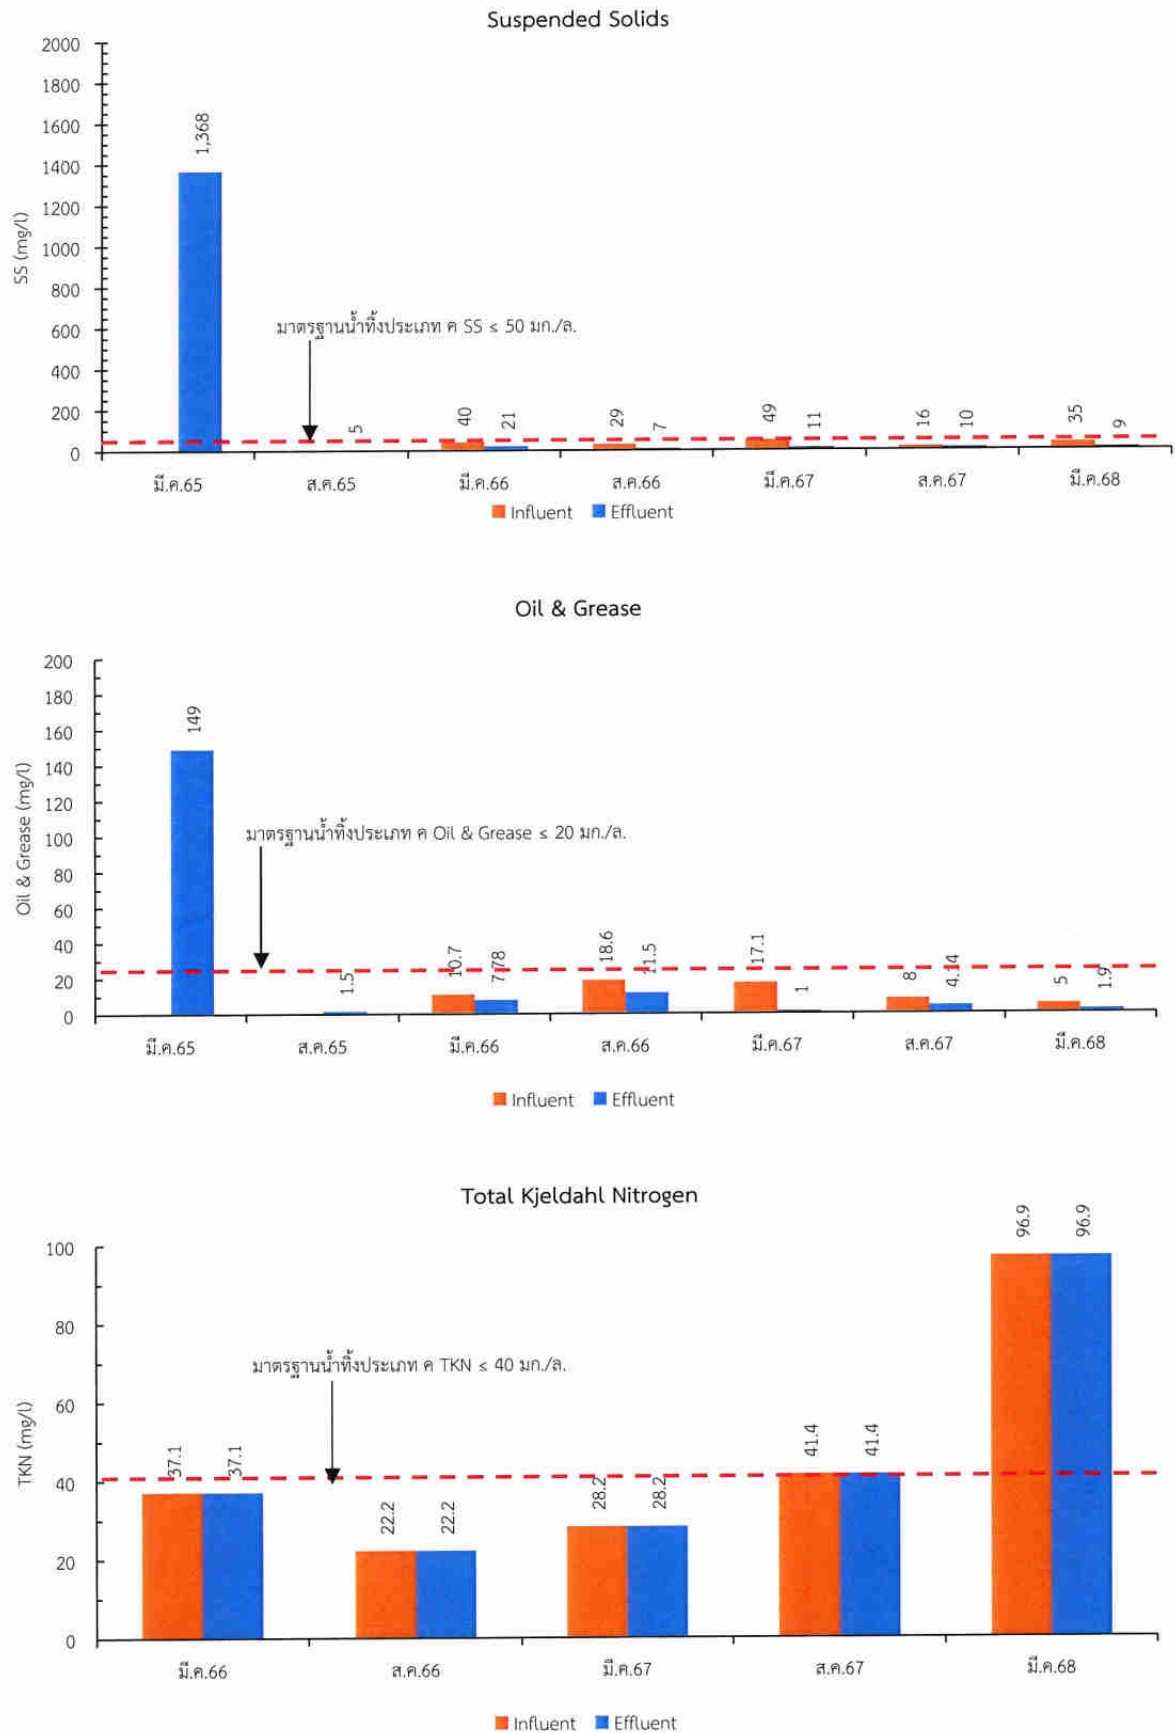 Suspended Solids
2000
1800
1600
1400
1200
1000
800
600
400
200
0
SS (mg/l)
1,368
มาตรฐานน้ำทิ้งประเภท ค SS ≤ 50 มก./ล.
5
40
21
29
7
49
11
16
10
35
9
มี.ค.65
ส.ค.65
มี.ค.66
ส.ค.66
มี.ค.67
ส.ค.67
มี.ค.68
Influent Effluent
Oil & Grease
200
180
160
140
120
100
80
60
40
20
0
Oil & Grease (mg/l)
149
มาตรฐานน้ำทิ้งประเภท ค Oil & Grease ≤ 20 มก./ล.
1.5
10.7
7.78
18.6
11.5
17.1
1
8
4.14
5
1.9
มี.ค.65
ส.ค.65
มี.ค.66
ส.ค.66
มี.ค.67
ส.ค.67
มี.ค.68
Influent Effluent
Total Kjeldahl Nitrogen
100
80
60
40
20
0
TKN (mg/l)
มาตรฐานน้ำทิ้งประเภท ค TKN ≤ 40 มก./ล.
37.1
37.1
22.2
22.2
28.2
28.2
41.4
41.4
96.9
96.9
มี.ค.66
ส.ค.66
มี.ค.67
ส.ค.67
มี.ค.68
Influent Effluent